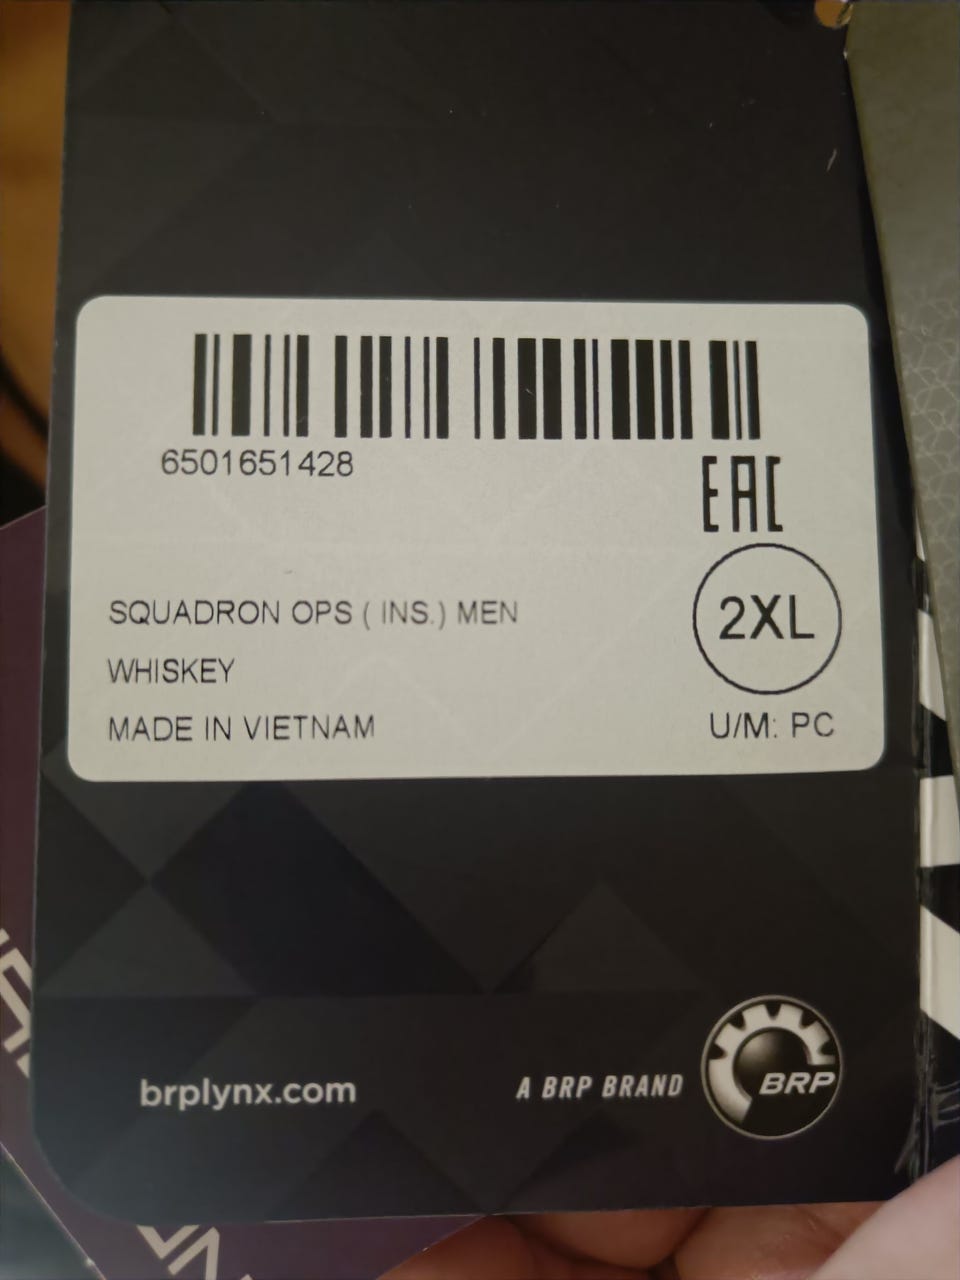 6501651428
EAC
SQUADRON OPS ( INS.) MEN
2XL
WHISKEY
MADE IN VIETNAM
U/M: PC
brplynx.com
A BRP BRAND
BRP